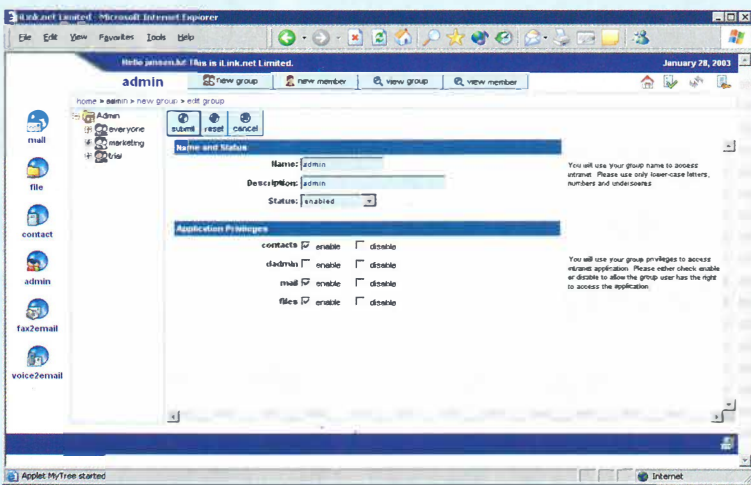 iLink.net Limited - Microsoft Internet Explorer
File Edit View Favorites Tools Help
This is iLink.net Limited. January 28, 2003
admin new group new member view group view member
home > admin > new group > edit group
Admin
everyone
marketing
trial
submit reset cancel
mail
file
contact
admin
fax2email
voice2email
Name and Status
Name: admin
Description: admin
Status: enabled
You will use your group name to access
intranet. Please use only lower-case letters,
numbers and underscores
Application Privileges
contacts enable disable
dadmin enable disable
mail enable disable
files enable disable
You will use your group privileges to access
intranet application. Please either check enable
or disable to allow the group user has the right
to access the application
Applet MyTree started Internet